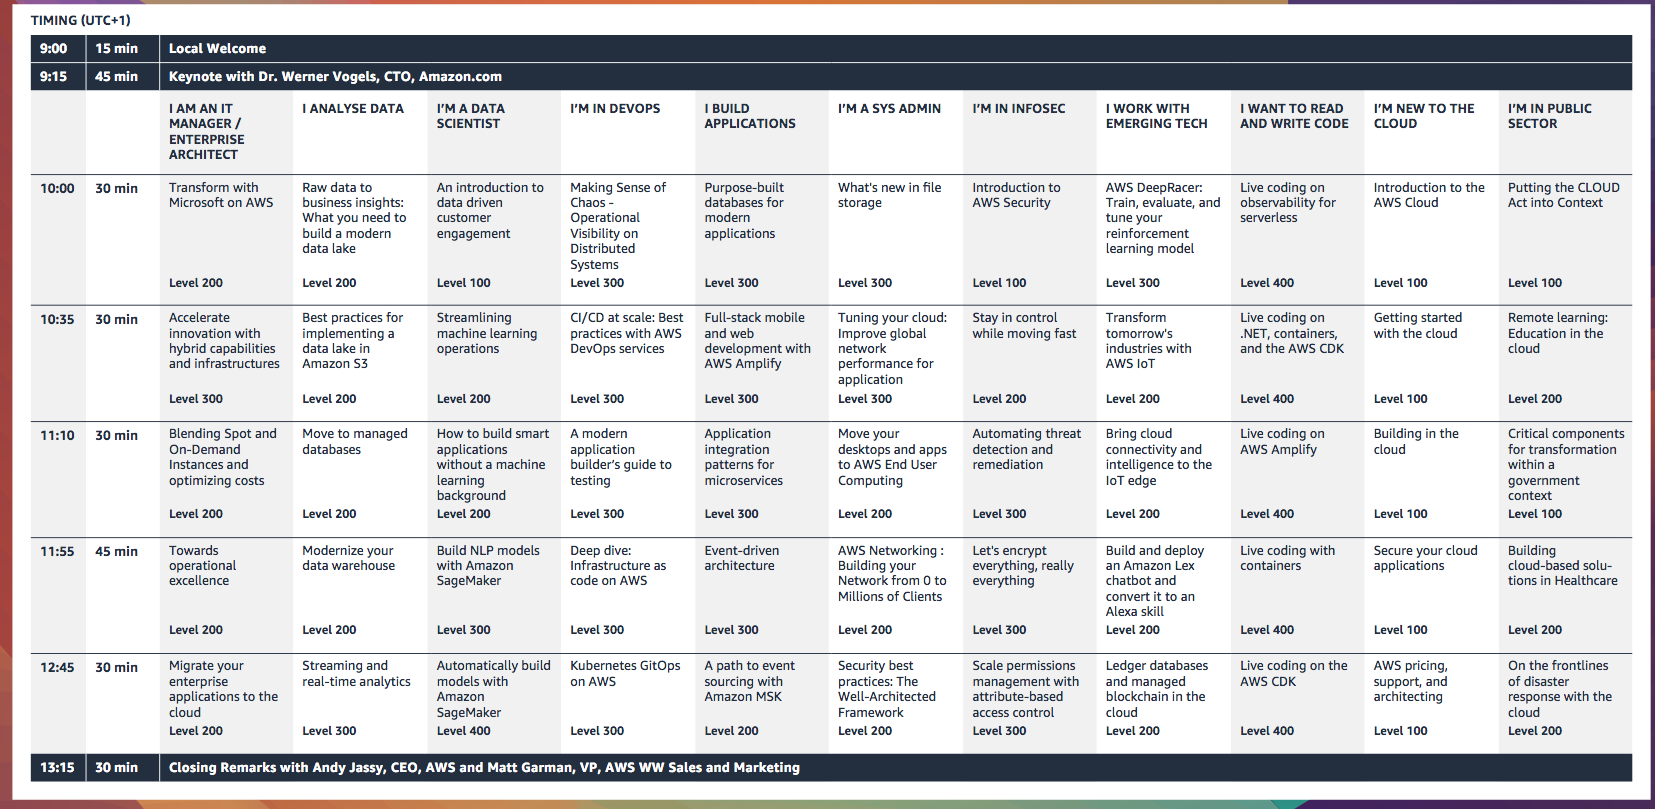 TIMING (UTC+1)
9:00 15 min Local Welcome
9:15 45 min Keynote with Dr. Werner Vogels, CTO, Amazon.com
I AM AN IT
MANAGER /
ENTERPRISE
ARCHITECT
I ANALYSE DATA
I'M A DATA
SCIENTIST
I'M IN DEVOPS
I BUILD
APPLICATIONS
I'M A SYS ADMIN
I'M IN INFOSEC
I WORK WITH
EMERGING TECH
I WANT TO READ
AND WRITE CODE
I'M NEW TO THE
CLOUD
I'M IN PUBLIC
SECTOR
10:00 30 min
Transform with
Microsoft on AWS
Level 200
Raw data to
business insights:
What you need to
build a modern
data lake
Level 200
An introduction to
data driven
customer
engagement
Level 100
Making Sense of
Chaos -
Operational
Visibility on
Distributed
Systems
Level 300
Purpose-built
databases for
modern
applications
Level 300
What's new in file
storage
Level 300
Introduction to
AWS Security
Level 100
AWS DeepRacer:
Train, evaluate, and
tune your
reinforcement
learning model
Level 300
Live coding on
observability for
serverless
Level 400
Introduction to the
AWS Cloud
Level 100
Putting the CLOUD
Act into Context
Level 100
10:35 30 min
Accelerate
innovation with
hybrid capabilities
and infrastructures
Level 300
Best practices for
implementing a
data lake in
Amazon S3
Level 200
Streamlining
machine learning
operations
Level 200
CI/CD at scale: Best
practices with AWS
DevOps services
Level 300
Full-stack mobile
and web
development with
AWS Amplify
Level 300
Tuning your cloud:
Improve global
network
performance for
application
Level 300
Stay in control
while moving fast
Level 200
Transform
tomorrow's
industries with
AWS IoT
Level 200
Live coding on
.NET, containers,
and the AWS CDK
Level 400
Getting started
with the cloud
Level 100
Remote learning:
Education in the
cloud
Level 200
11:10 30 min
Blending Spot and
On-Demand
Instances and
optimizing costs
Level 200
Move to managed
databases
Level 200
How to build smart
applications
without a machine
learning
background
Level 200
A modern
application
builder's guide to
testing
Level 300
Application
integration
patterns for
microservices
Level 300
Move your
desktops and apps
to AWS End User
Computing
Level 200
Automating threat
detection and
remediation
Level 300
Bring cloud
connectivity and
intelligence to the
IoT edge
Level 200
Live coding on
AWS Amplify
Level 400
Building in the
cloud
Level 100
Critical components
for transformation
within a
government
context
Level 100
11:55 45 min
Towards
operational
excellence
Level 200
Modernize your
data warehouse
Level 200
Build NLP models
with Amazon
SageMaker
Level 300
Deep dive:
Infrastructure as
code on AWS
Level 300
Event-driven
architecture
Level 300
AWS Networking :
Building your
Network from 0 to
Millions of Clients
Level 200
Let's encrypt
everything, really
everything
Level 300
Build and deploy
an Amazon Lex
chatbot and
convert it to an
Alexa skill
Level 200
Live coding with
containers
Level 400
Secure your cloud
applications
Level 100
Building
cloud-based solu-
tions in Healthcare
Level 200
12:45 30 min
Migrate your
enterprise
applications to the
cloud
Level 200
Streaming and
real-time analytics
Level 300
Automatically build
models with
Amazon
SageMaker
Level 400
Kubernetes GitOps
on AWS
Level 300
A path to event
sourcing with
Amazon MSK
Level 200
Security best
practices: The
Well-Architected
Framework
Level 200
Scale permissions
management with
attribute-based
access control
Level 300
Ledger databases
and managed
blockchain in the
cloud
Level 200
Live coding on the
AWS CDK
Level 400
AWS pricing,
support, and
architecting
Level 100
On the frontlines
of disaster
response with the
cloud
Level 200
13:15 30 min Closing Remarks with Andy Jassy, CEO, AWS and Matt Garman, VP, AWS WW Sales and Marketing